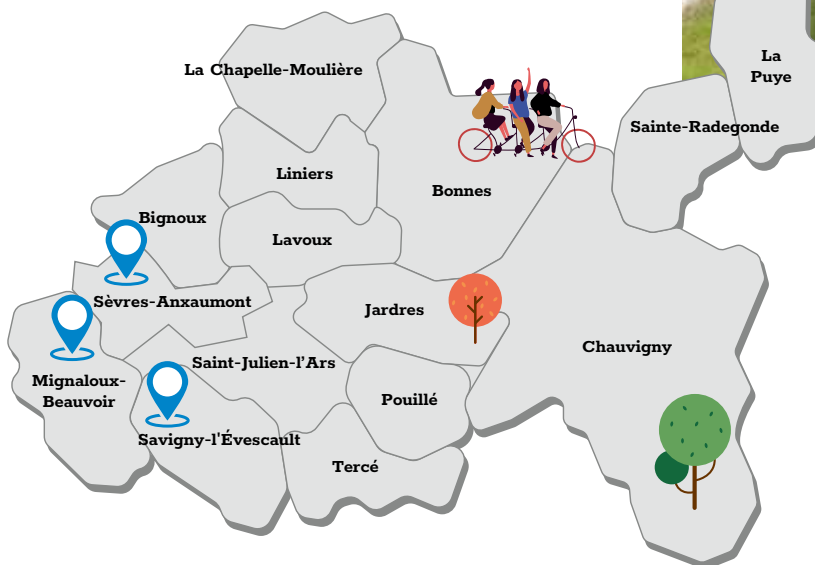 La
Puye
La Chapelle-Moulière
Sainte-Radegonde
Liniers
Bonnes
Bignoux
Lavoux
Sèvres-Anxaumont
Jardres
Chauvigny
Saint-Julien-l'Ars
Mignaloux-
Beauvoir
Pouillé
Savigny-l'Évescault
Tercé